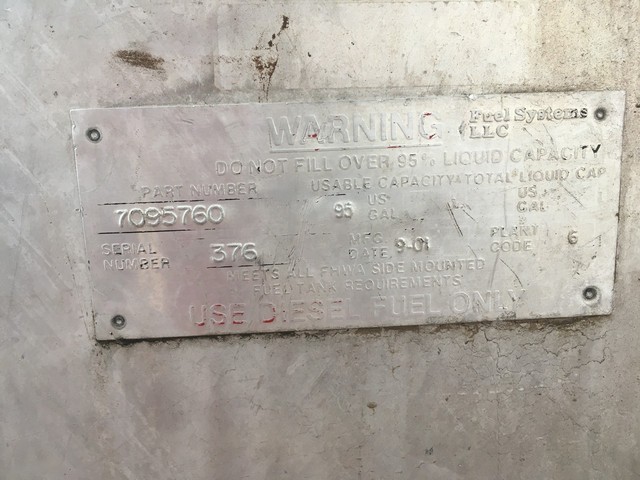 WARNING Fuel Systems
LLC
DO NOT FILL OVER 95% LIQUID CAPACITY
PART NUMBER USABLE CAPACITY TOTAL LIQUID CAP
7095760 95 US GAL US GAL
SERIAL NUMBER 376 MFG DATE 9-01 PLANT CODE 6
MEETS ALL FHWA SIDE MOUNTED
FUEL TANK REQUIREMENTS
USE DIESEL FUEL ONLY